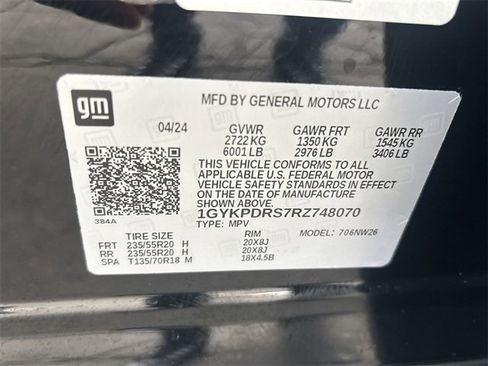 gm
MFD BY GENERAL MOTORS LLC
04/24 GVWR GAWR FRT GAWR RR
2722 KG 1350 KG 1545 KG
6001 LB 2976 LB 3406 LB
THIS VEHICLE CONFORMS TO ALL
APPLICABLE U.S. FEDERAL MOTOR
VEHICLE SAFETY STANDARDS IN EFFECT
ON THE DATE OF MANUFACTURE
SHOWN ABOVE.
1GYKPDRS7RZ748070
384A TYPE: MPV MODEL: 706NW26
TIRE SIZE RIM
FRT 235/55R20 H 20X8J
RR 235/55R20 H 20X8J
SPA T135/70R18 M 18X4.5B